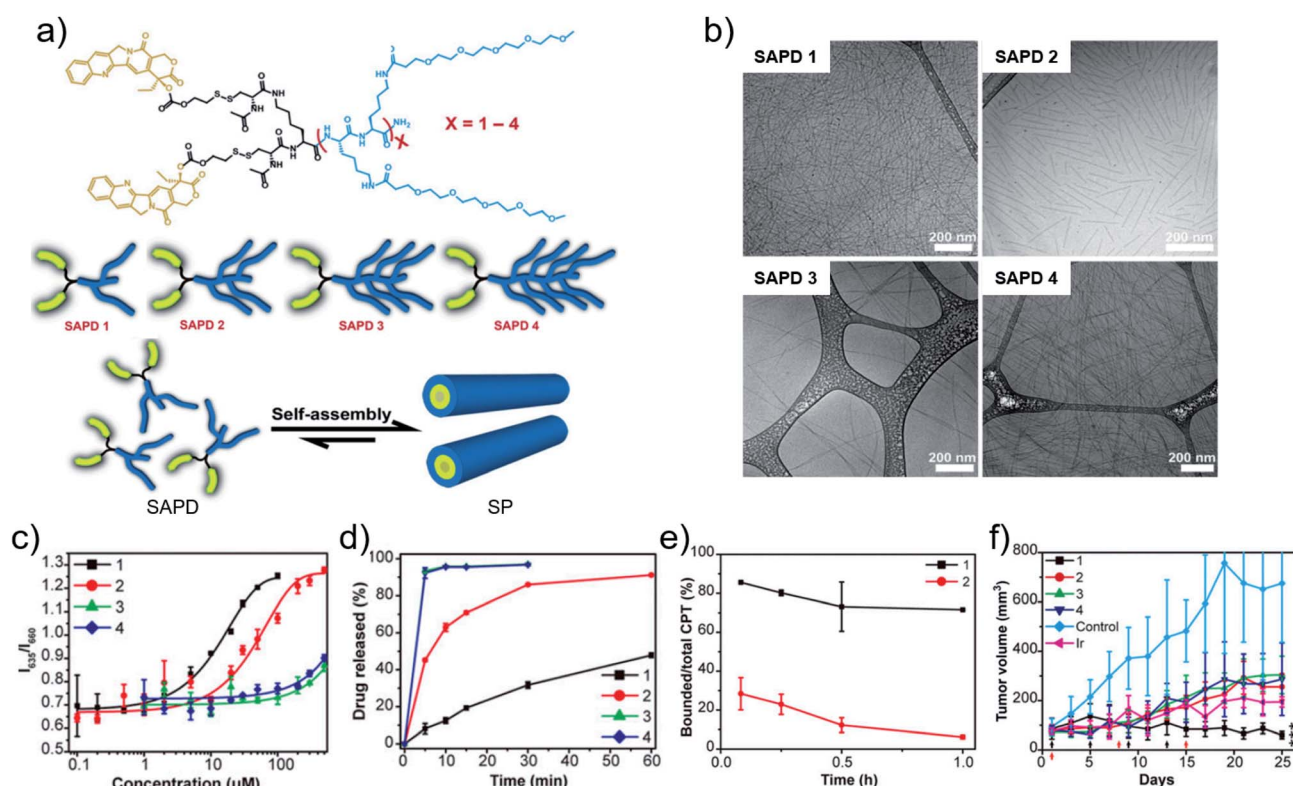 a)
N
O
O
O
O
O
O
S-S
NH
HN
X = 1 – 4
NH₂
X
SAPD 1
SAPD 2
SAPD 3
SAPD 4
Self-assembly
SAPD
SP
b)
SAPD 1
200 nm
SAPD 2
200 nm
SAPD 3
200 nm
SAPD 4
200 nm
c)
1
2
3
4
I635/I660
1.3
1.2
1.1
1.0
0.9
0.8
0.7
0.6
0.5
0.1
1
10
100
Concentration (uM)
d)
Drug released (%)
100
80
60
40
20
0
1
2
3
4
0 10 20 30 40 50 60
Time (min)
e)
Bounded/total CPT (%)
100
80
60
40
20
0
1
2
0.5
1.0
Time (h)
f)
Tumor volume (mm³)
800
600
400
200
0
1
2
3
4
Control
Ir
0 5 10 15 20 25
Days